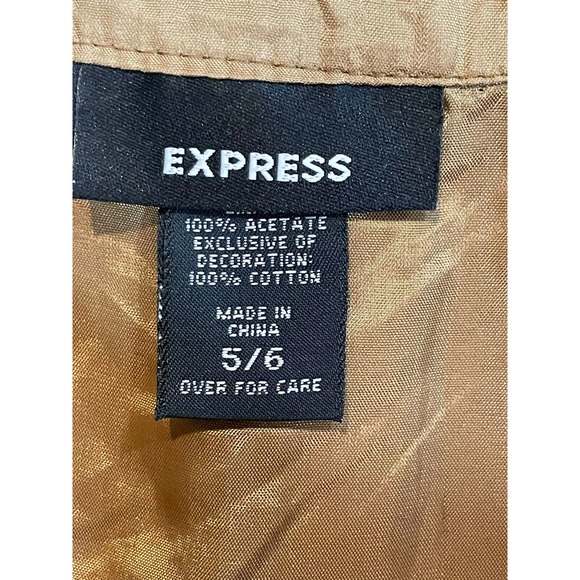 EXPRESS
100% ACETATE
EXCLUSIVE OF
DECORATION:
100% COTTON
MADE IN
CHINA
5/6
OVER FOR CARE